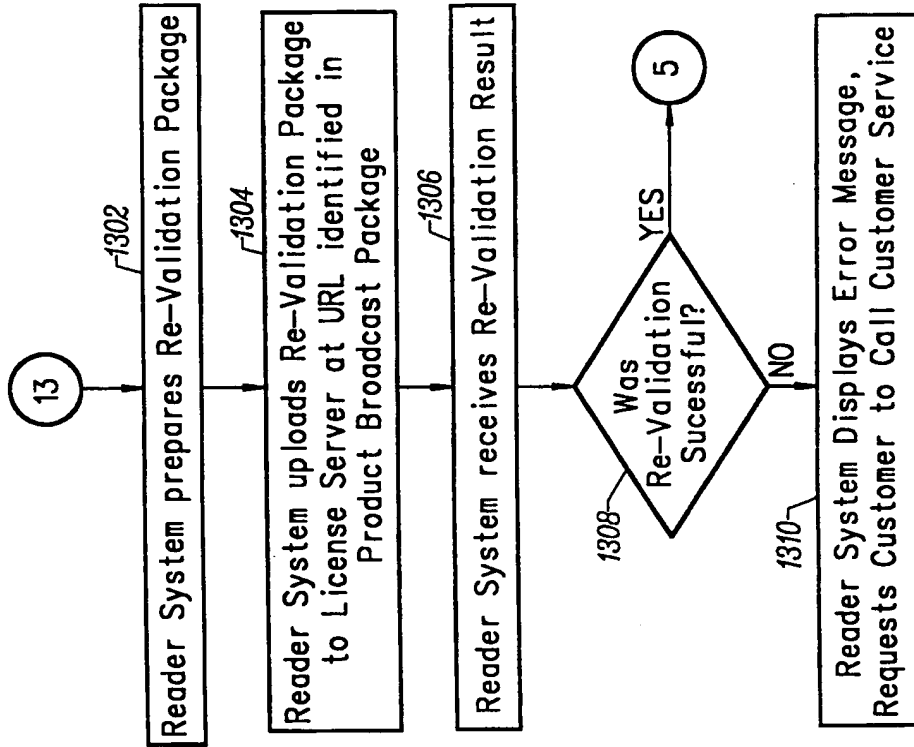 13
1302
Reader System prepares Re-Validation Package
1304
Reader System uploads Re-Validation Package
to License Server at URL identified in
Product Broadcast Package
1306
Reader System receives Re-Validation Result
1308
Was
Re-Validation
Sucessful?
YES
5
NO
1310
Reader System Displays Error Message,
Requests Customer to Call Customer Service